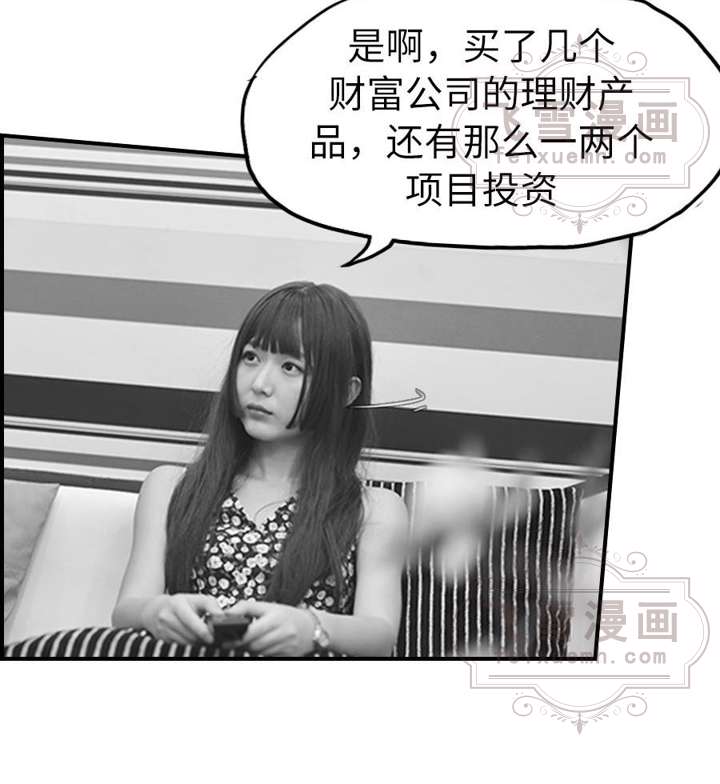 是啊，买了几个
财富公司的理财产
品，还有那么一两个
项目投资
飞雪漫画
feixuemh.com
飞雪漫画
feixuemh.com